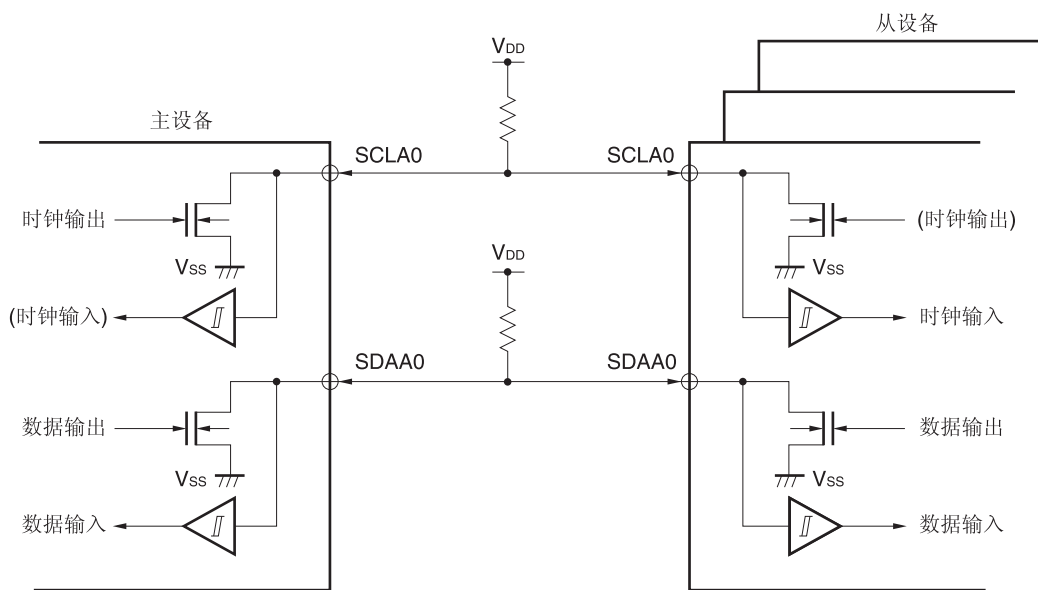 从设备
VDD
主设备
SCLA0
SCLA0
时钟输出
(时钟输出)
VSS
VSS
VDD
(时钟输入)
时钟输入
SDAA0
SDAA0
数据输出
数据输出
VSS
VSS
数据输入
数据输入